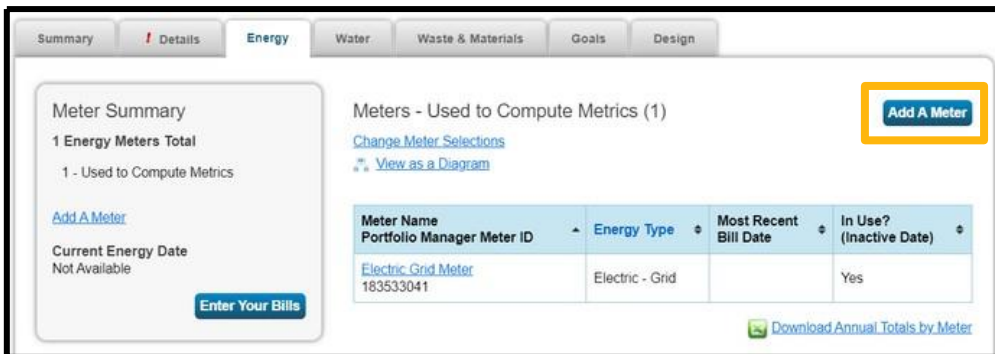 Summary
! Details
Energy
Water
Waste & Materials
Goals
Design
Meter Summary
1 Energy Meters Total
1 - Used to Compute Metrics
Add A Meter
Current Energy Date
Not Available
Enter Your Bills
Meters - Used to Compute Metrics (1)
Add A Meter
Change Meter Selections
View as a Diagram
Meter Name
Portfolio Manager Meter ID
Energy Type
Most Recent
Bill Date
In Use?
(Inactive Date)
Electric Grid Meter
183533041
Electric - Grid
Yes
Download Annual Totals by Meter